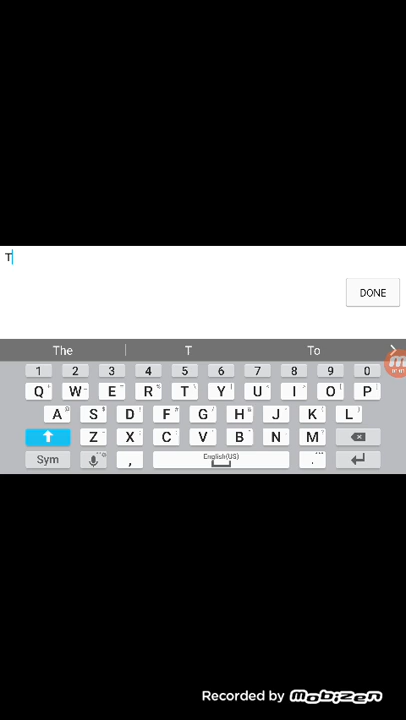 T
DONE
The T To
1 2 3 4 5 6 7 8 9 0
Q W E R T Y U I O P
A S D F G H J K L
Z X C V B N M
Sym , English(US) .
Recorded by MOBIZEN